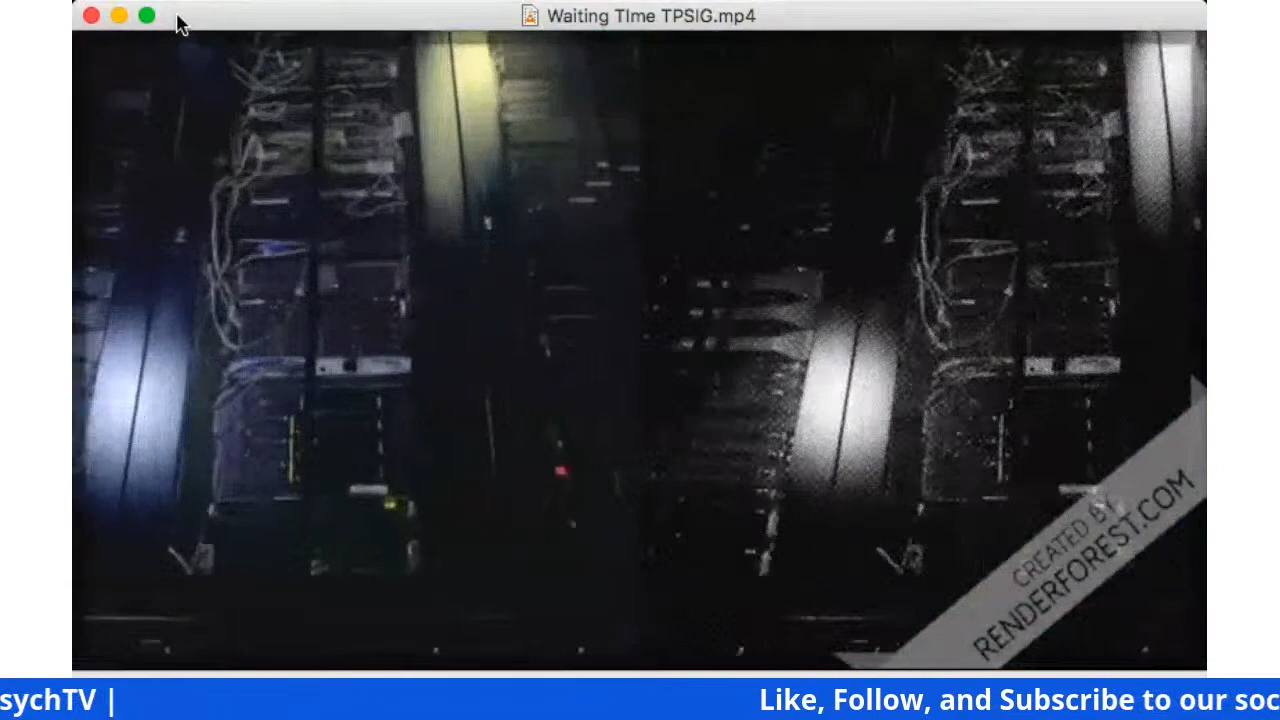 Waiting TIme TPSIG.mp4
CREATED BY
RENDERFOREST.COM
sychTV | Like, Follow, and Subscribe to our soc